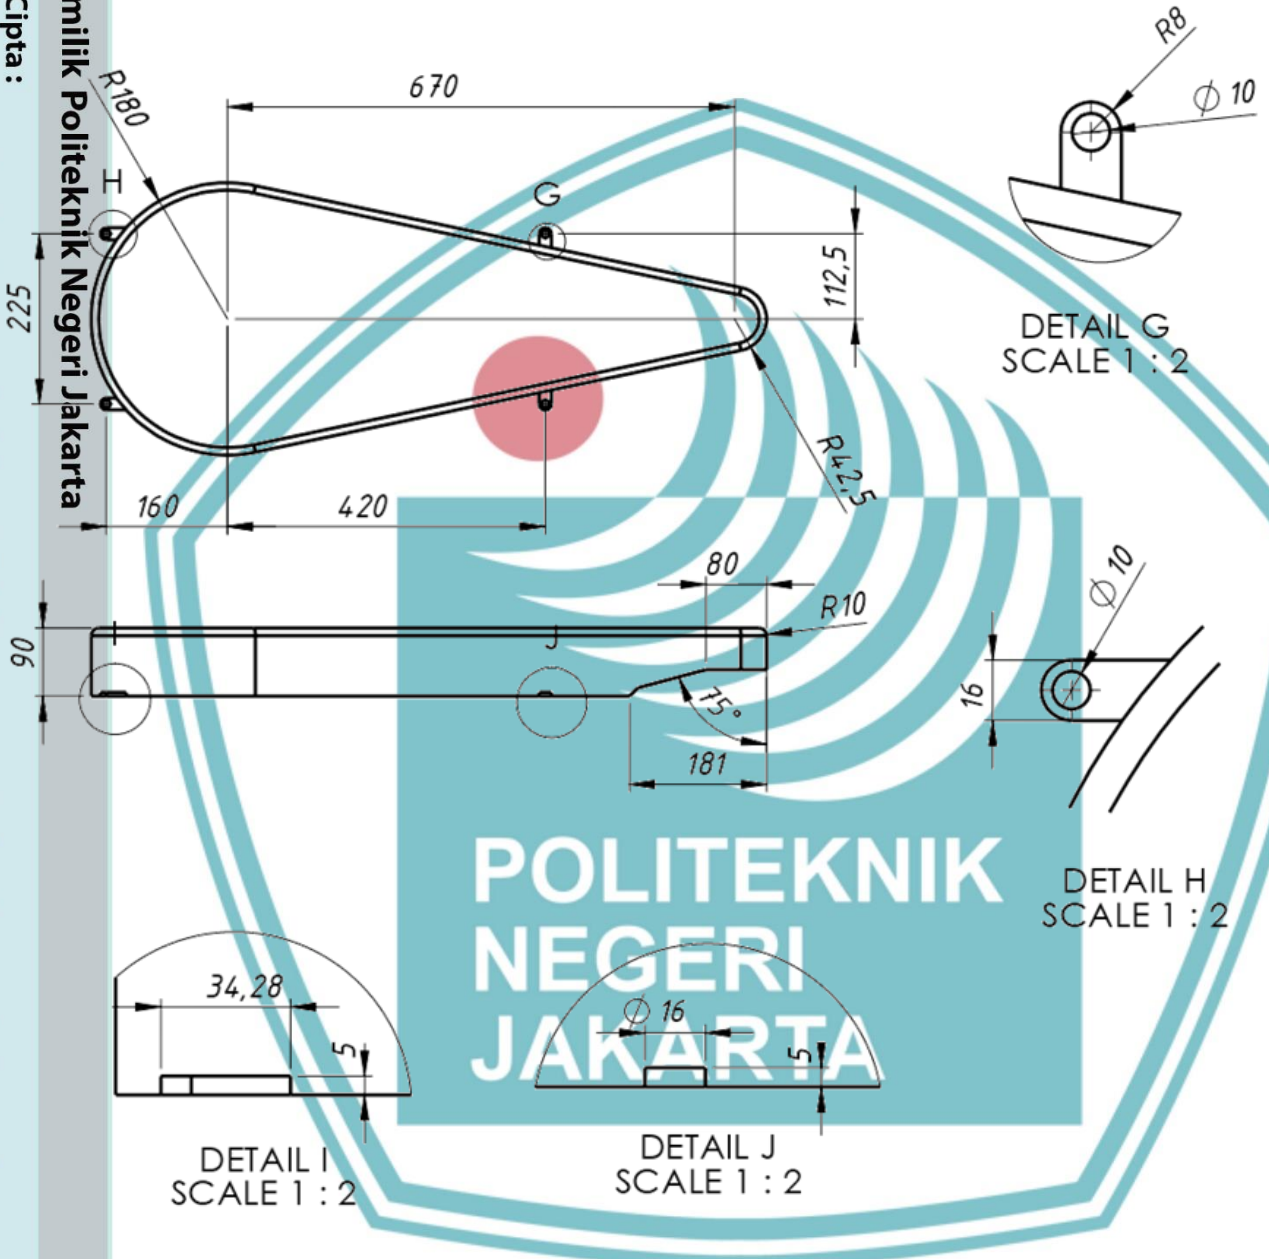 milik Politeknik Negeri Jakarta
Cipta :
R180
670
H
G
225
112,5
R42,5
160
420
R8
Ø 10
DETAIL G
SCALE 1 : 2
80
R10
90
I
J
75°
181
Ø 10
16
DETAIL H
SCALE 1 : 2
POLITEKNIK
NEGERI
JAKARTA
34,28
5
DETAIL I
SCALE 1 : 2
Ø 16
5
DETAIL J
SCALE 1 : 2